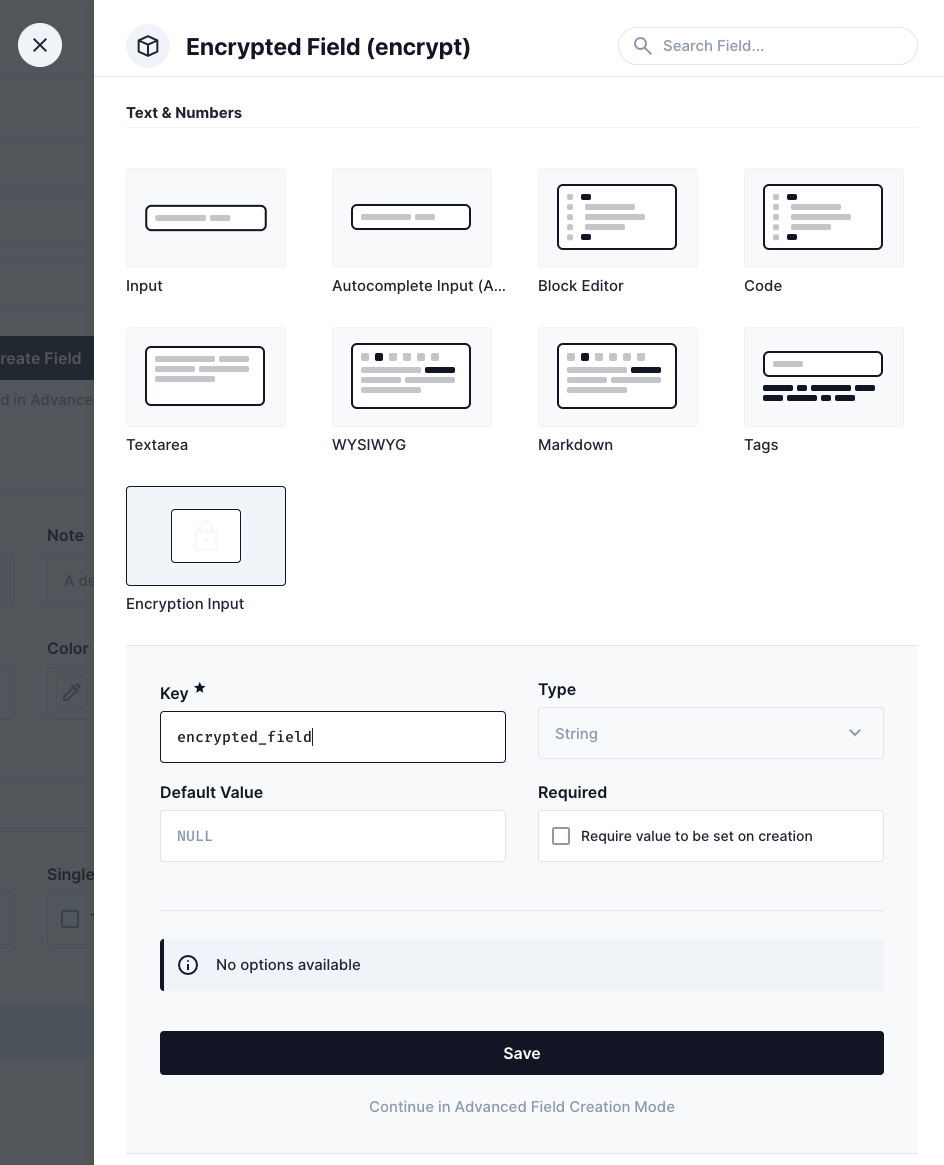 Encrypted Field (encrypt)
Search Field...
Text & Numbers
Input
Autocomplete Input (A...
Block Editor
Code
Textarea
WYSIWYG
Markdown
Tags
Encryption Input
Key
Type
encrypted_field
String
Default Value
Required
NULL
Require value to be set on creation
No options available
Save
Continue in Advanced Field Creation Mode
reate Field
d in Advance
Note
A de
Color
Single